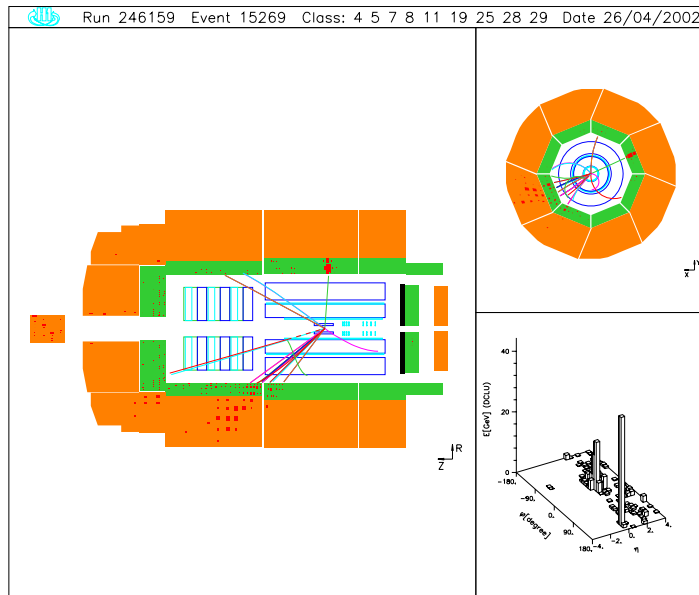 Run 246159 Event 15269 Class: 4 5 7 8 11 19 25 28 29 Date 26/04/2002
Y
X
R
Z
E[GeV] (DCLU)
40
20
0
-180.
-90.
0.
90.
180.
φ[degree]
-4.
-2.
0.
2.
4.
η